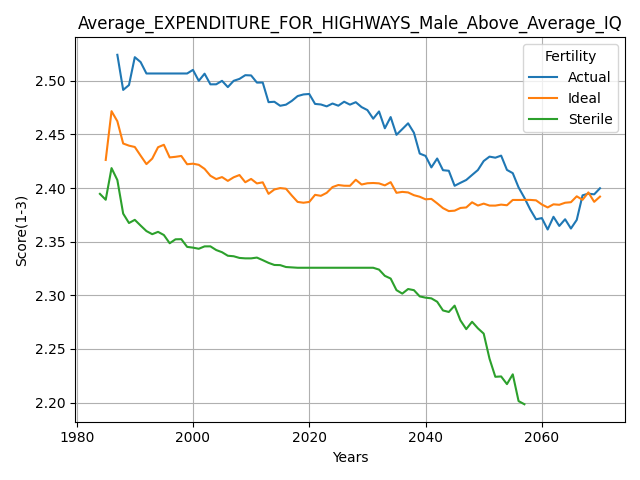 Average_EXPENDITURE_FOR_HIGHWAYS_Male_Above_Average_IQ
Fertility
Actual
Ideal
Sterile
Score(1-3)
2.50
2.45
2.40
2.35
2.30
2.25
2.20
1980
2000
2020
2040
2060
Years